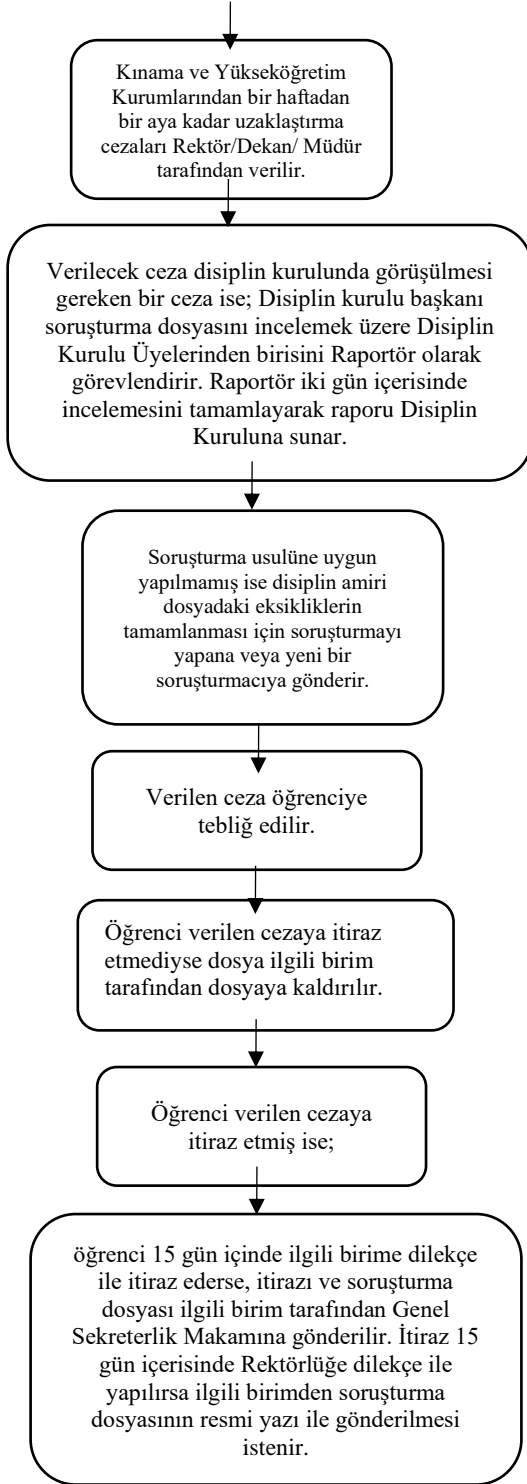 Kınama ve Yükseköğretim
Kurumlarından bir haftadan
bir aya kadar uzaklaştırma
cezaları Rektör/Dekan/ Müdür
tarafından verilir.
Verilecek ceza disiplin kurulunda görüşülmesi
gereken bir ceza ise; Disiplin kurulu başkanı
soruşturma dosyasını incelemek üzere Disiplin
Kurulu Üyelerinden birisini Raportör olarak
görevlendirir. Raportör iki gün içerisinde
incelemesini tamamlayarak raporu Disiplin
Kuruluna sunar.
Soruşturma usulüne uygun
yapılmamış ise disiplin amiri
dosyadaki eksikliklerin
tamamlanması için soruşturmayı
yapana veya yeni bir
soruşturmacıya gönderir.
Verilen ceza öğrenciye
tebliğ edilir.
Öğrenci verilen cezaya itiraz
etmediyse dosya ilgili birim
tarafından dosyaya kaldırılır.
Öğrenci verilen cezaya
itiraz etmiş ise;
öğrenci 15 gün içinde ilgili birime dilekçe
ile itiraz ederse, itirazı ve soruşturma
dosyası ilgili birim tarafından Genel
Sekreterlik Makamına gönderilir. İtiraz 15
gün içerisinde Rektörlüğe dilekçe ile
yapılırsa ilgili birimden soruşturma
dosyasının resmi yazı ile gönderilmesi
istenir.